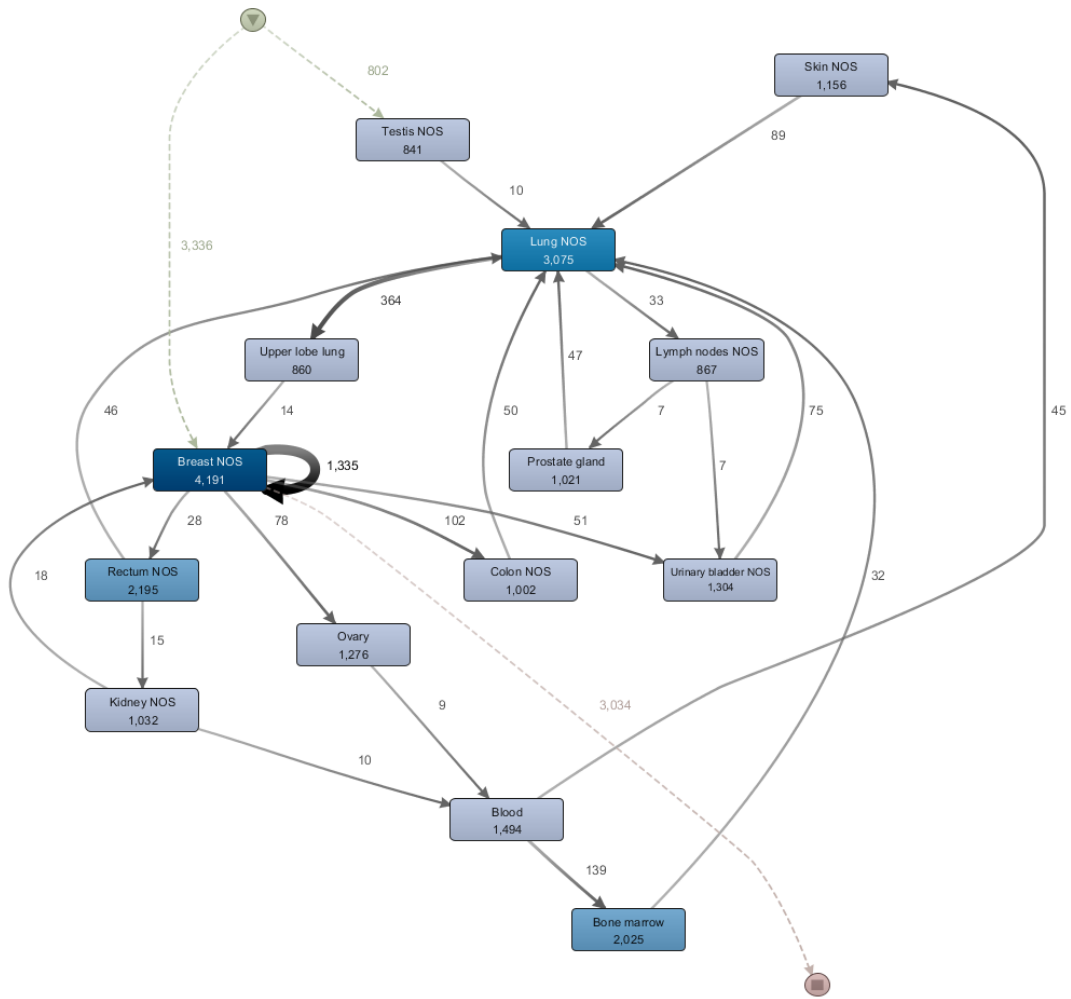 802
Skin NOS
1,156
Testis NOS
841
89
10
3,336
Lung NOS
3,075
364
33
Upper lobe lung
860
Lymph nodes NOS
867
47
46
14
50
7
75
45
Breast NOS
4,191
1,335
Prostate gland
1,021
7
28
78
102
51
18
Rectum NOS
2,195
Colon NOS
1,002
Urinary bladder NOS
1,304
32
15
Ovary
1,276
Kidney NOS
1,032
9
3,034
10
Blood
1,494
139
Bone marrow
2,025